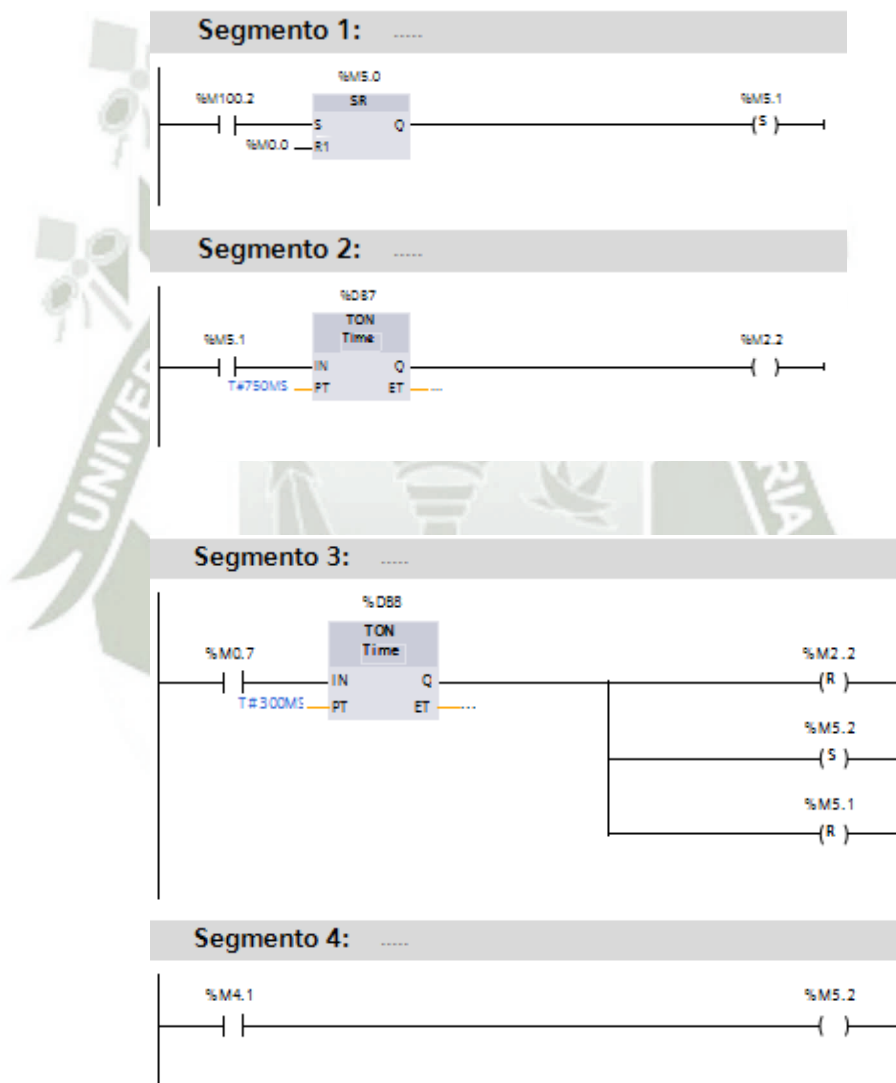 Segmento 1: .....
%M5.0
%M100.2 SR %M5.1
S Q S
%M0.0 R1
Segmento 2: .....
%DB7
TON
%M5.1 Time %M2.2
IN Q
T#750MS PT ET ...
UNIVER
RIA
Segmento 3: .....
%DB8
TON
%M0.7 Time %M2.2
IN Q R
T#300MS PT ET ...
%M5.2
S
%M5.1
R
Segmento 4: .....
%M4.1 %M5.2